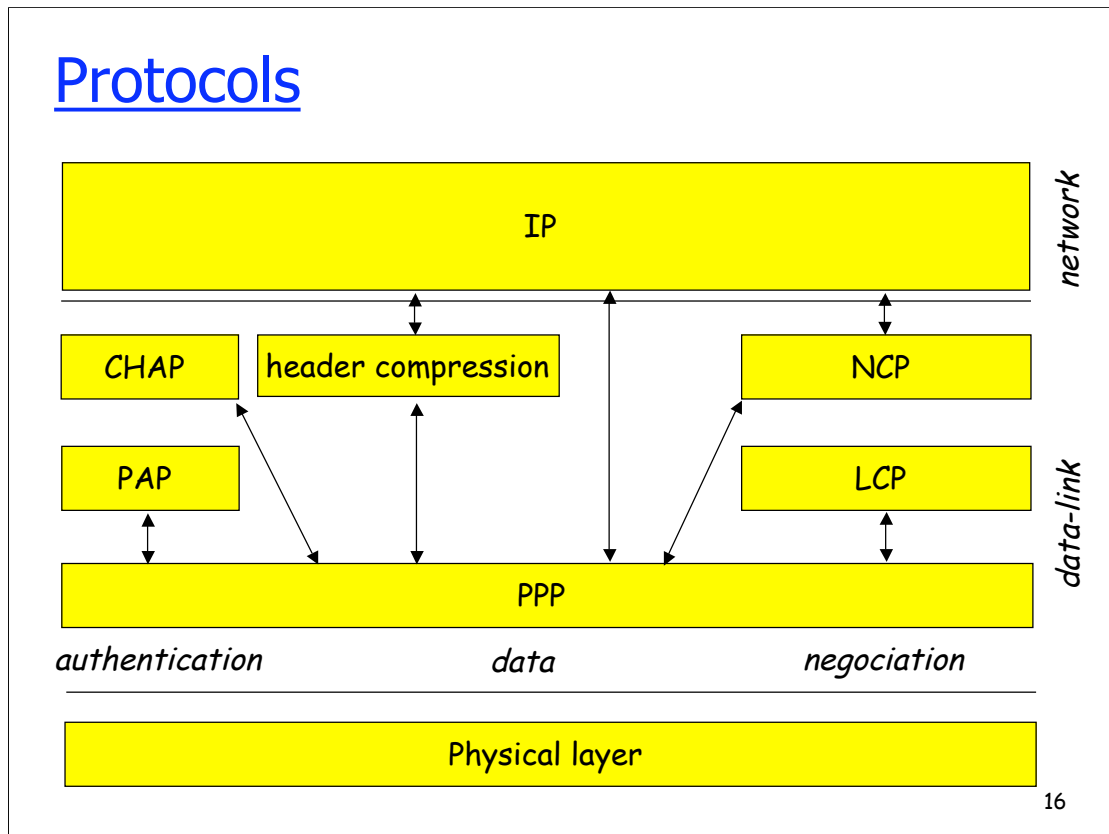 Protocols
IP
network
CHAP
header compression
NCP
PAP
LCP
data-link
PPP
authentication
data
negociation
Physical layer
16